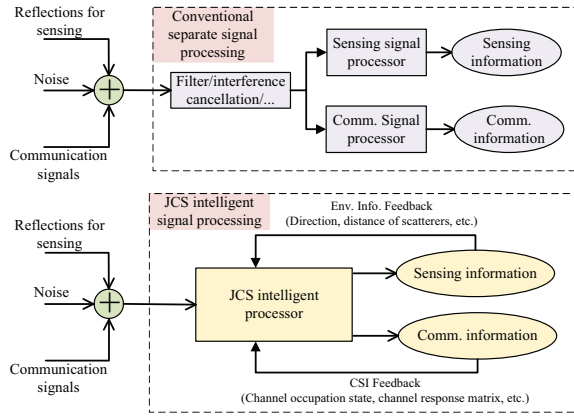 Reflections for
sensing
Noise
Communication
signals
Conventional
separate signal
processing
Filter/interference
cancellation/...
Sensing signal
processor
Sensing
information
Comm. Signal
processor
Comm.
information
Reflections for
sensing
Noise
Communication
signals
JCS intelligent
signal processing
Env. Info. Feedback
(Direction, distance of scatterers, etc.)
JCS intelligent
processor
Sensing information
Comm. information
CSI Feedback
(Channel occupation state, channel response matrix, etc.)